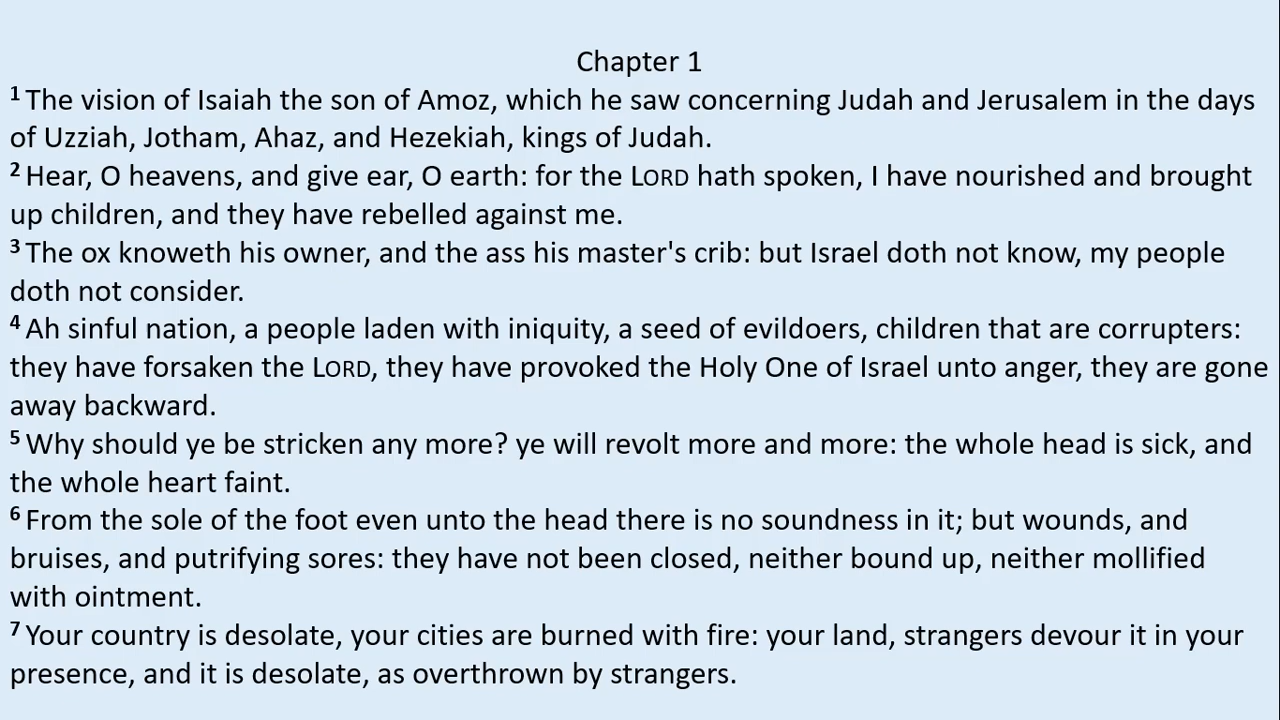 Chapter 1
1 The vision of Isaiah the son of Amoz, which he saw concerning Judah and Jerusalem in the days
of Uzziah, Jotham, Ahaz, and Hezekiah, kings of Judah.
2 Hear, O heavens, and give ear, O earth: for the LORD hath spoken, I have nourished and brought
up children, and they have rebelled against me.
3 The ox knoweth his owner, and the ass his master's crib: but Israel doth not know, my people
doth not consider.
4 Ah sinful nation, a people laden with iniquity, a seed of evildoers, children that are corrupters:
they have forsaken the LORD, they have provoked the Holy One of Israel unto anger, they are gone
away backward.
5 Why should ye be stricken any more? ye will revolt more and more: the whole head is sick, and
the whole heart faint.
6 From the sole of the foot even unto the head there is no soundness in it; but wounds, and
bruises, and putrifying sores: they have not been closed, neither bound up, neither mollified
with ointment.
7 Your country is desolate, your cities are burned with fire: your land, strangers devour it in your
presence, and it is desolate, as overthrown by strangers.